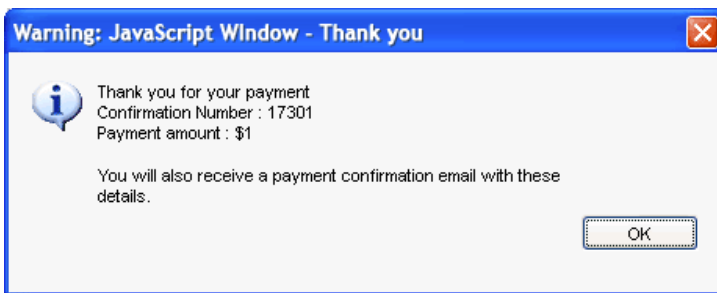 Warning: JavaScript Window - Thank you
Thank you for your payment
Confirmation Number : 17301
Payment amount : $1
You will also receive a payment confirmation email with these
details.
OK